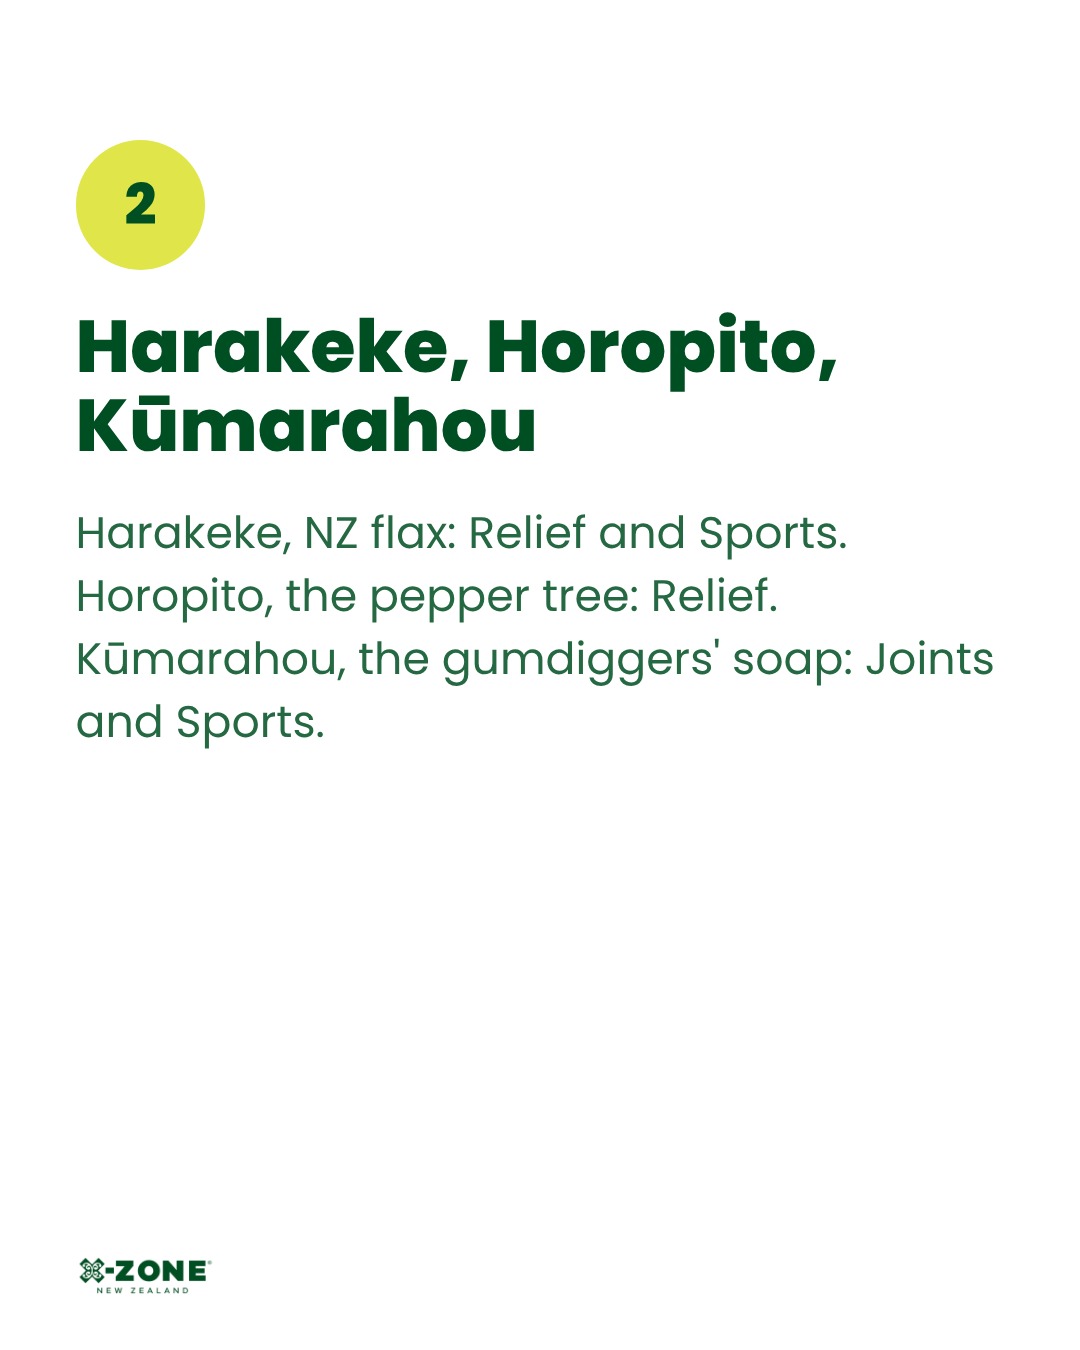 2
Harakeke, Horopito,
Kūmarahou
Harakeke, NZ flax: Relief and Sports.
Horopito, the pepper tree: Relief.
Kūmarahou, the gumdiggers' soap: Joints
and Sports.
X-ZONE®
NEW ZEALAND